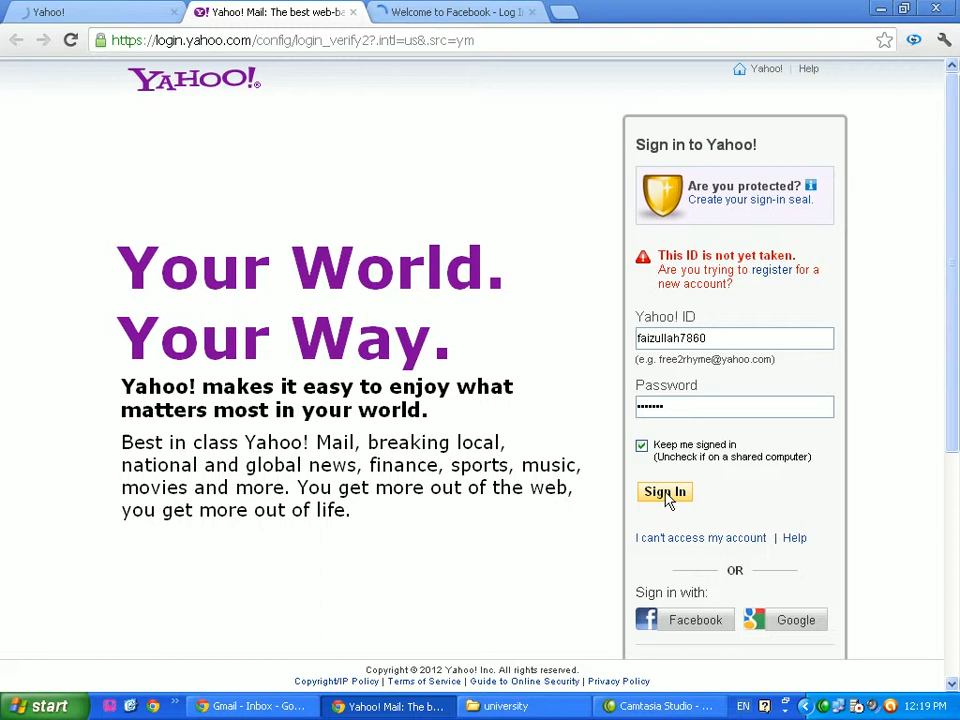 Yahoo!
Yahoo! Mail: The best web-ba
Welcome to Facebook - Log I
https://login.yahoo.com/config/login_verify2?.intl=us&.src=ym
YAHOO!
Yahoo! | Help
Sign in to Yahoo!
Are you protected?
Create your sign-in seal.
This ID is not yet taken.
Are you trying to register for a
new account?
Yahoo! ID
faizullah7860
(e.g. free2rhyme@yahoo.com)
Password
•••••••
Keep me signed in
(Uncheck if on a shared computer)
Sign In
I can't access my account | Help
OR
Sign in with:
Facebook
Google
Your World.
Your Way.
Yahoo! makes it easy to enjoy what
matters most in your world.
Best in class Yahoo! Mail, breaking local,
national and global news, finance, sports, music,
movies and more. You get more out of the web,
you get more out of life.
Copyright © 2012 Yahoo! Inc. All rights reserved.
Copyright/IP Policy | Terms of Service | Guide to Online Security | Privacy Policy
start
Gmail - Inbox - Go...
Yahoo! Mail: The b...
university
Camtasia Studio - ...
EN
12:19 PM